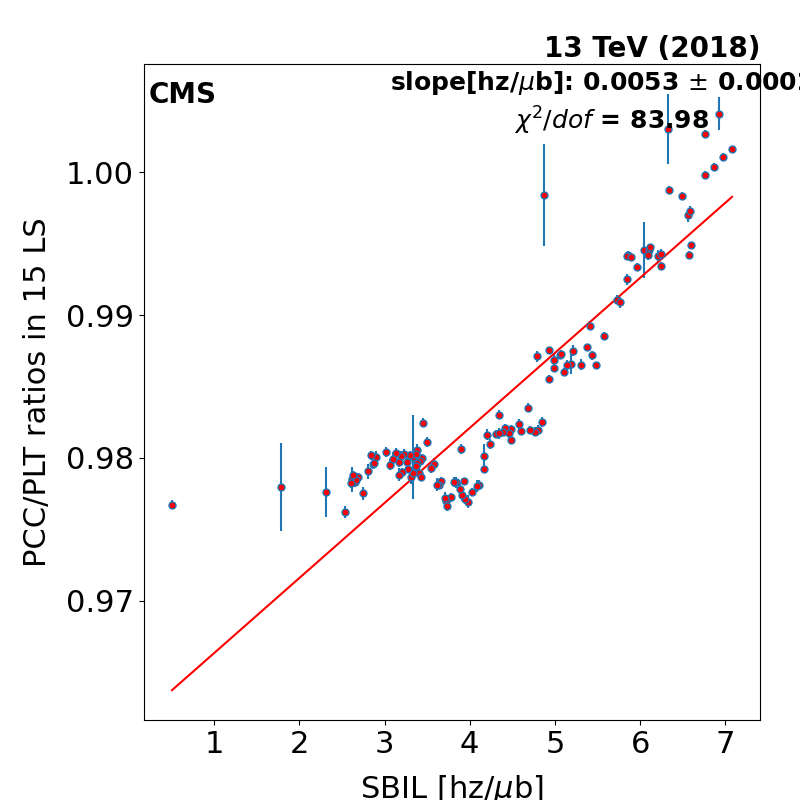 13 TeV (2018)
CMS
slope[hz/μb]: 0.0053 ± 0.000
χ²/dof = 83.98
PCC/PLT ratios in 15 LS
1.00
0.99
0.98
0.97
1 2 3 4 5 6 7
SBIL [hz/μb]